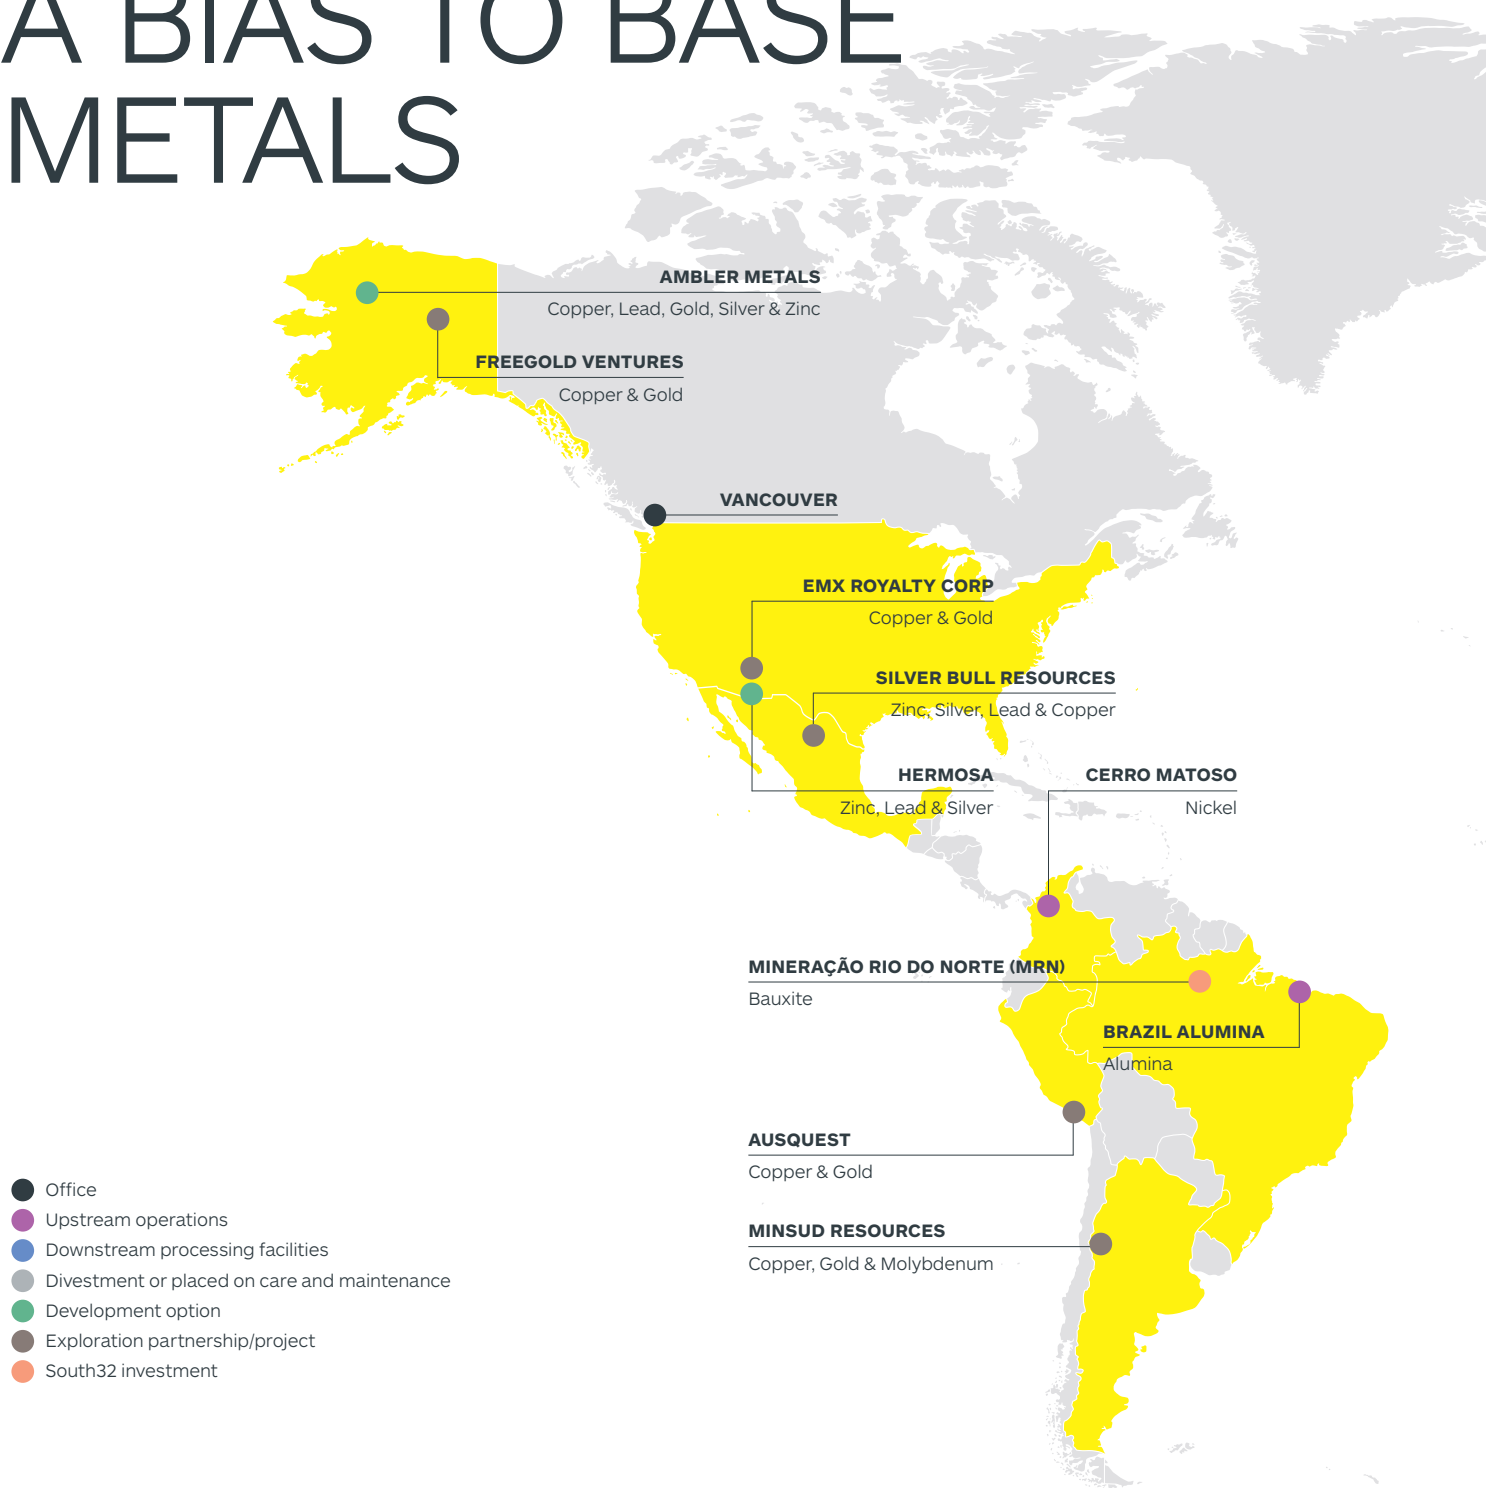 A BIAS TO BASE
METALS
AMBLER METALS
Copper, Lead, Gold, Silver & Zinc
FREEGOLD VENTURES
Copper & Gold
VANCOUVER
EMX ROYALTY CORP
Copper & Gold
SILVER BULL RESOURCES
Zinc, Silver, Lead & Copper
HERMOSA
Zinc, Lead & Silver
CERRO MATOSO
Nickel
MINERAÇÃO RIO DO NORTE (MRN)
Bauxite
BRAZIL ALUMINA
Alumina
AUSQUEST
Copper & Gold
MINSUD RESOURCES
Copper, Gold & Molybdenum
Office
Upstream operations
Downstream processing facilities
Divestment or placed on care and maintenance
Development option
Exploration partnership/project
South32 investment